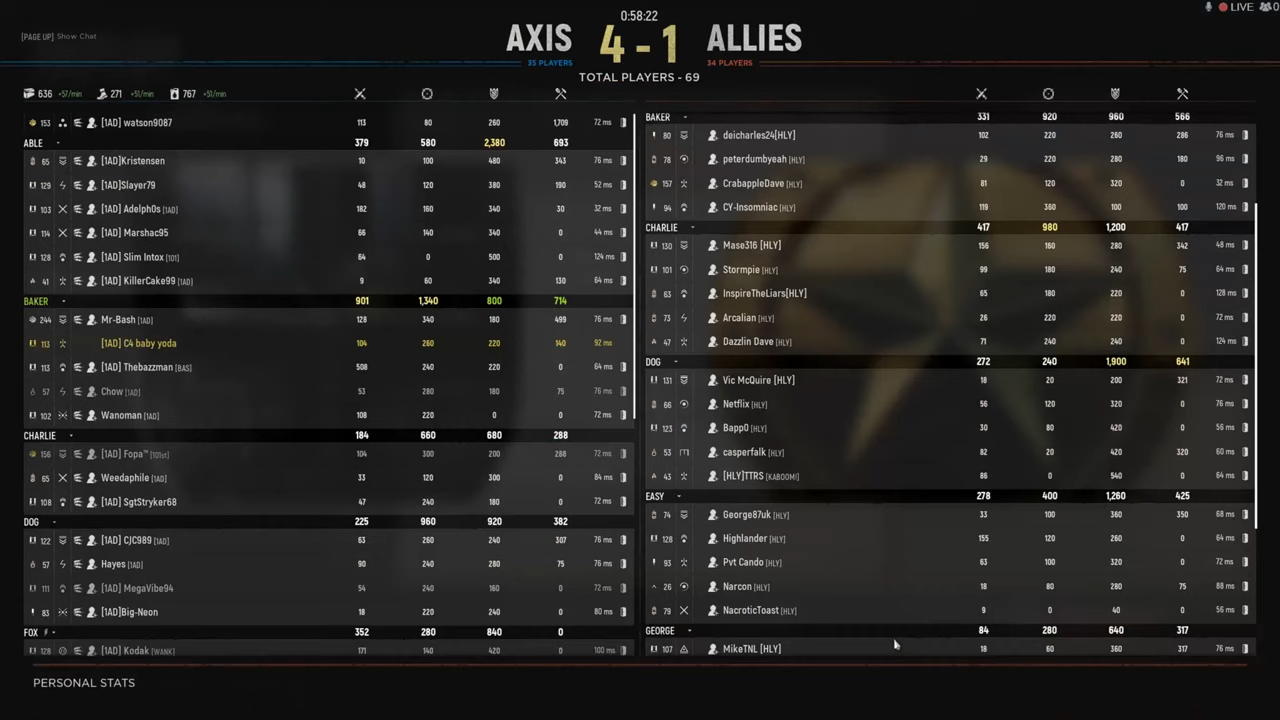 0:58:22
LIVE 0
[PAGE UP] Show Chat
AXIS 4 - 1 ALLIES
35 PLAYERS 34 PLAYERS
TOTAL PLAYERS - 69
636 +57/min 271 +51/min 767 +51/min
153 [1AD] watson9087 113 80 260 1,709 72 ms
ABLE 379 580 2,380 693
65 [1AD]Kristensen 10 100 480 343 76 ms
129 [1AD]Slayer79 48 120 380 190 52 ms
103 Adelph0s [1AD] 182 160 340 30 32 ms
114 [1AD] Marshac95 66 140 340 0 44 ms
128 Slim Intox [101] 64 0 500 0 124 ms
41 KillerCake99 [1AD] 9 60 340 130 64 ms
BAKER 901 1,340 800 714
244 Mr-Bash [1AD] 128 340 180 499 76 ms
113 [1AD] C4 baby yoda 104 260 220 140 92 ms
113 [1AD] Thebazzman [BAS] 508 240 220 0 64 ms
57 Chow [1AD] 53 280 180 75 76 ms
102 Wanoman [1AD] 108 220 0 0 72 ms
CHARLIE 184 660 680 288
156 [1AD] Fopa™ [101st] 104 300 200 288 72 ms
65 Weedaphile [1AD] 33 120 300 0 84 ms
108 [1AD] SgtStryker68 47 240 180 0 72 ms
DOG 225 960 920 382
122 [1AD] CJC989 [1AD] 63 260 240 307 76 ms
57 Hayes [1AD] 90 240 280 75 76 ms
111 [1AD] MegaVibe94 54 240 160 0 72 ms
83 [1AD]Big-Neon 18 220 240 0 80 ms
FOX 352 280 840 0
128 [1AD] Kodak [WANK] 171 140 420 0 100 ms
BAKER 331 920 960 566
80 deicharles24[HLY] 102 220 260 286 76 ms
78 peterdumbyeah [HLY] 29 220 280 180 96 ms
157 CrabappleDave [HLY] 81 120 320 0 32 ms
94 CY-Insomniac [HLY] 119 360 100 100 120 ms
CHARLIE 417 980 1,200 417
130 Mase316 [HLY] 156 160 280 342 48 ms
101 Stormpie [HLY] 99 180 240 75 64 ms
63 InspireTheLiars[HLY] 65 180 220 0 128 ms
73 Arcalian [HLY] 26 220 220 0 72 ms
47 Dazzlin Dave [HLY] 71 240 240 0 124 ms
DOG 272 240 1,900 641
131 Vic McQuire [HLY] 18 20 200 321 72 ms
66 Netflix [HLY] 56 120 320 0 76 ms
123 Bapp0 [HLY] 30 80 420 0 56 ms
53 casperfalk [HLY] 82 20 420 320 60 ms
43 [HLY]TTRS [KABOOM!] 86 0 540 0 64 ms
EASY 278 400 1,260 425
74 George87uk [HLY] 33 100 360 350 68 ms
128 Highlander [HLY] 155 120 260 0 64 ms
93 Pvt Cando [HLY] 63 100 320 0 72 ms
26 Narcon [HLY] 18 80 280 75 88 ms
79 NacroticToast [HLY] 9 0 40 0 56 ms
GEORGE 84 280 640 317
107 MikeTNL [HLY] 18 60 360 317 76 ms
PERSONAL STATS